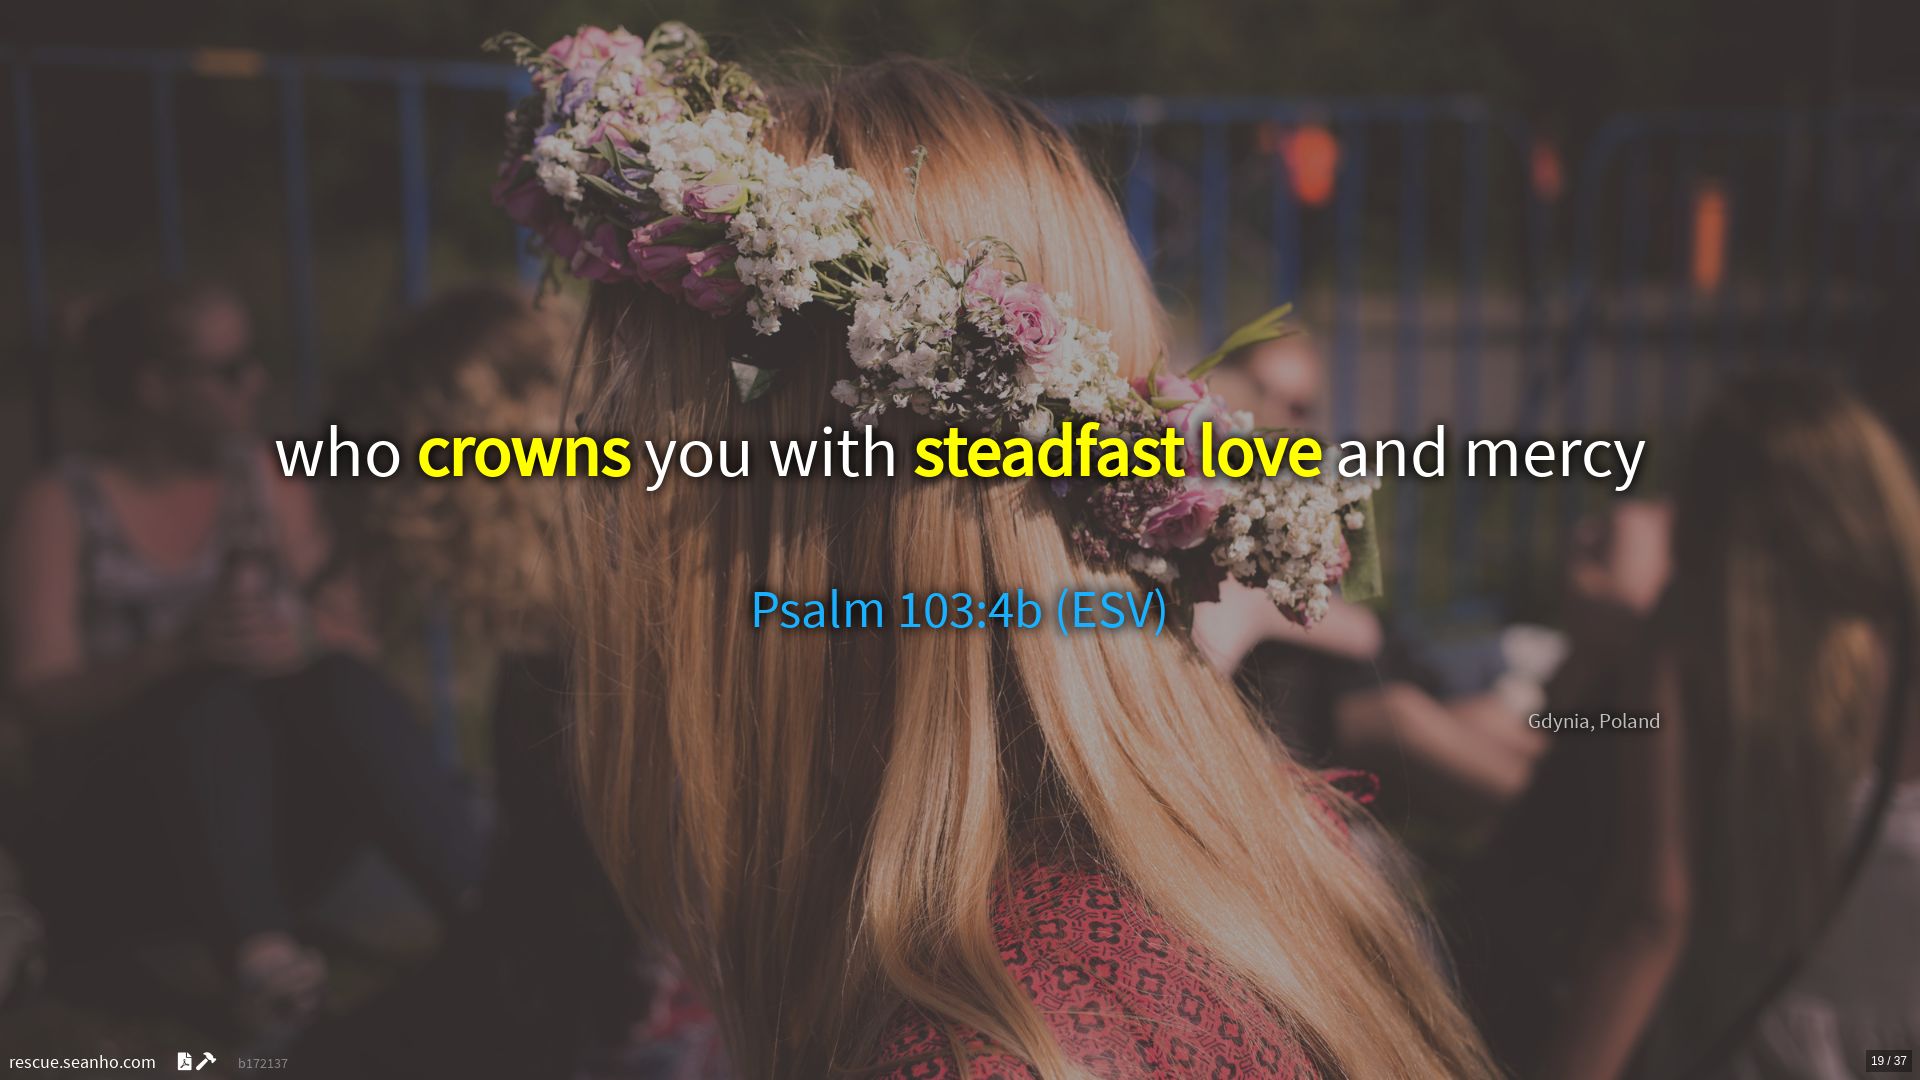 who crowns you with steadfast love and mercy
Psalm 103:4b (ESV)
Gdynia, Poland
rescue.seanho.com b172137
19 / 37